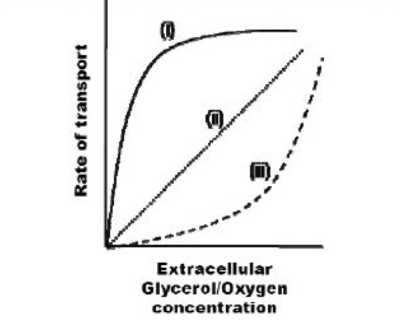 (i)
(ii)
(iii)
Rate of transport
Extracellular
Glycerol/Oxygen
concentration